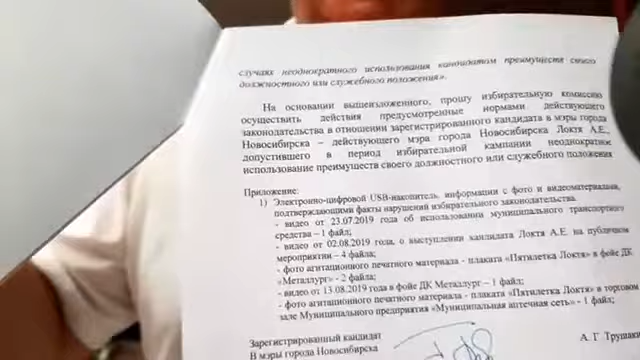 случаях неоднократного использования кандидатом преимуществ своего
должностного или служебного положения».
На основании вышеизложенного, прошу избирательную комиссию
осуществить действия предусмотренные нормами действующего
законодательства в отношении зарегистрированного кандидата в мэры города
Новосибирска – действующего мэра города Новосибирска Локтя А.Е.,
допустившего в период избирательной кампании неоднократное
использование преимуществ своего должностного или служебного положения
Приложение:
1) Электронно-цифровой USB-накопитель, информации с фото и видеоматериалами,
подтверждающими факты нарушений избирательного законодательства.
- видео от 23.07.2019 года об использовании муниципального транспортного
средства – 1 файл;
- видео от 02.08.2019 года, о выступлении кандидата Локтя А.Е. на публичном
мероприятии – 4 файла;
- фото агитационного печатного материала - плаката «Пятилетка Локтя» в фойе ДК
«Металлург» - 2 файла;
- видео от 13.08.2019 года в фойе ДК Металлург – 1 файл;
- фото агитационного печатного материала - плаката «Пятилетка Локтя» в торговом
зале Муниципального предприятия «Муниципальная аптечная сеть» - 1 файл;
Зарегистрированный кандидат
В мэры города Новосибирска
А. Г. Трушаки